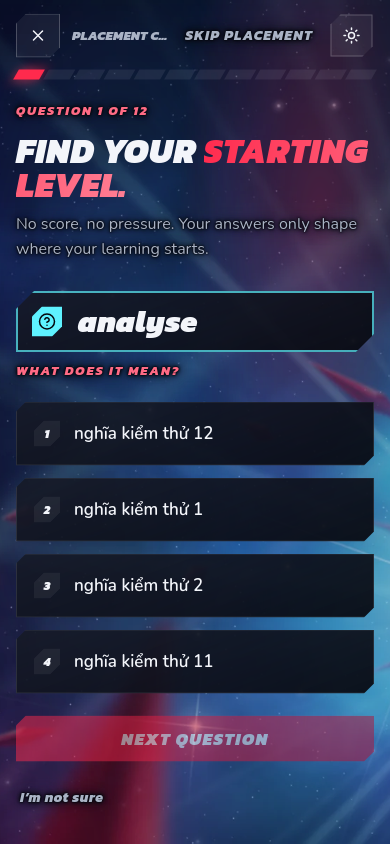 PLACEMENT C...
SKIP PLACEMENT
QUESTION 1 OF 12
FIND YOUR STARTING
LEVEL.
No score, no pressure. Your answers only shape
where your learning starts.
analyse
WHAT DOES IT MEAN?
1 nghĩa kiểm thử 12
2 nghĩa kiểm thử 1
3 nghĩa kiểm thử 2
4 nghĩa kiểm thử 11
NEXT QUESTION
I'm not sure